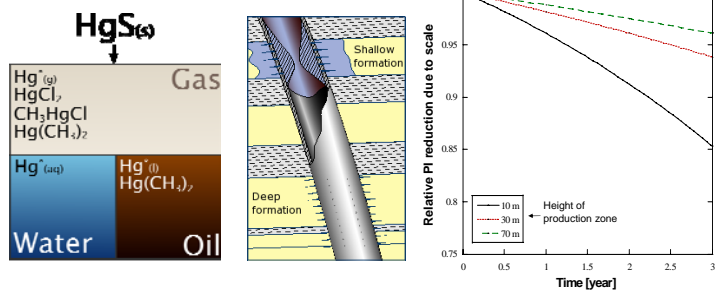 HgS(s)
Gas
Hg°(g)
HgCl₂
CH₃HgCl
Hg(CH₃)₂
Hg°(aq)
Water
Hg°(l)
Hg(CH₃)₂
Oil
Shallow
formation
Deep
formation
Relative PI reduction due to scale
0.95
0.9
0.85
0.8
0.75
10 m
30 m
70 m
Height of
production zone
0 0.5 1 1.5 2 2.5 3
Time [year]